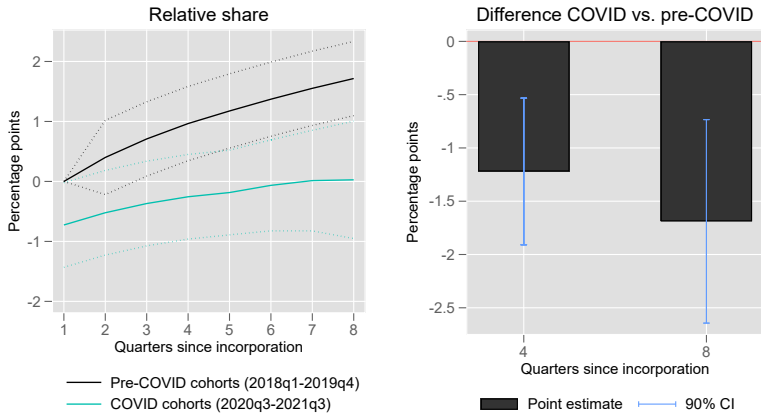 Relative share
Percentage points
2
1
0
-1
-2
1 2 3 4 5 6 7 8
Quarters since incorporation
Pre-COVID cohorts (2018q1-2019q4)
COVID cohorts (2020q3-2021q3)
Difference COVID vs. pre-COVID
Percentage points
0
-.5
-1
-1.5
-2
-2.5
4 8
Quarters since incorporation
Point estimate 90% CI